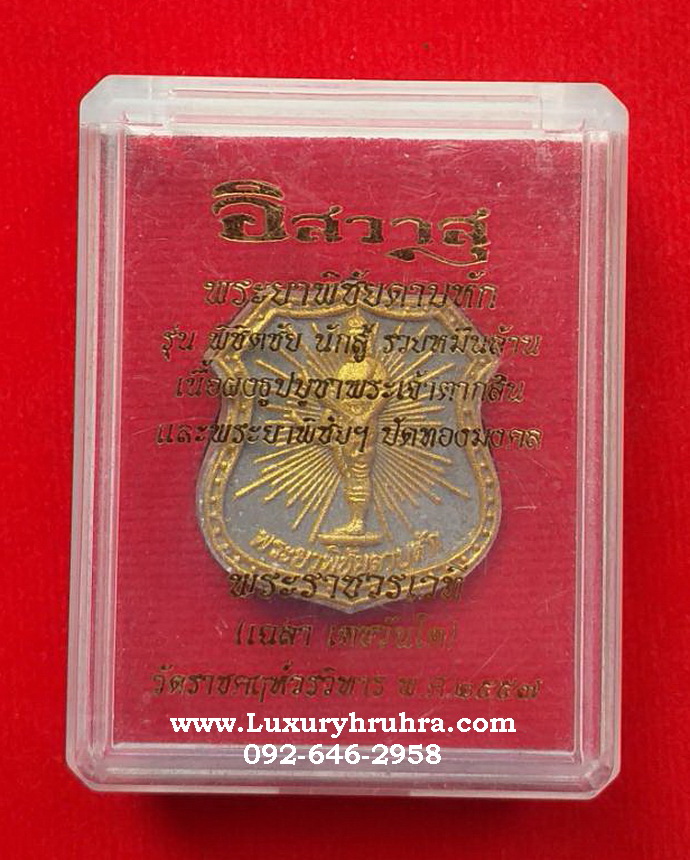 อิสวาสุ
พระยาพิชัยดาบหัก
รุ่น พิชิตชัย นักสู้ รวยหมื่นล้าน
เนื้อผงธูปบูชาพระเจ้าตากสิน
และพระยาพิชัยฯ ปัดทองมงคล
พระยาพิชัยดาบหัก
พระราชวรเวที
วัดราชคฤห์วรวิหาร พ.ศ.๒๕๕๗
www.Luxuryhruhra.com
092-646-2958